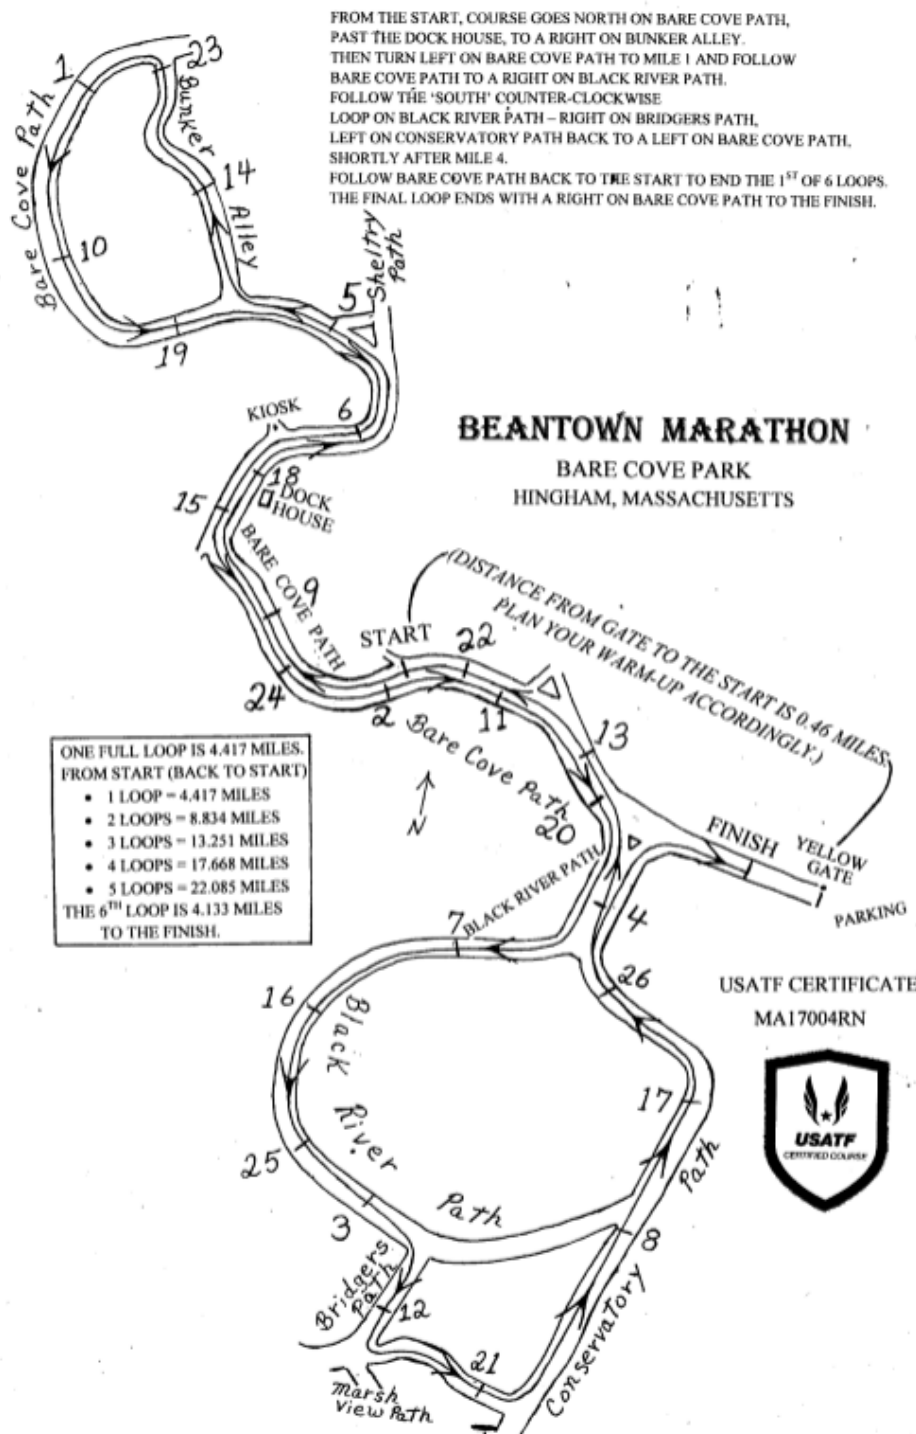 FROM THE START, COURSE GOES NORTH ON BARE COVE PATH,
PAST THE DOCK HOUSE, TO A RIGHT ON BUNKER ALLEY.
THEN TURN LEFT ON BARE COVE PATH TO MILE 1 AND FOLLOW
BARE COVE PATH TO A RIGHT ON BLACK RIVER PATH.
FOLLOW THE 'SOUTH' COUNTER-CLOCKWISE
LOOP ON BLACK RIVER PATH – RIGHT ON BRIDGERS PATH,
LEFT ON CONSERVATORY PATH BACK TO A LEFT ON BARE COVE PATH,
SHORTLY AFTER MILE 4.
FOLLOW BARE COVE PATH BACK TO THE START TO END THE 1ST OF 6 LOOPS.
THE FINAL LOOP ENDS WITH A RIGHT ON BARE COVE PATH TO THE FINISH.
1
23
Bunker
Alley
14
Bare Cove Path
10
19
5
Sheltry
Path
KIOSK
6
BEANTOWN MARATHON
BARE COVE PARK
HINGHAM, MASSACHUSETTS
15
18
DOCK
HOUSE
BARE COVE PATH
9
START
22
(DISTANCE FROM GATE TO THE START IS 0.46 MILES.
PLAN YOUR WARM-UP ACCORDINGLY.)
24
2
11
13
Bare Cove Path
20
N
ONE FULL LOOP IS 4.417 MILES.
FROM START (BACK TO START)
• 1 LOOP = 4.417 MILES
• 2 LOOPS = 8.834 MILES
• 3 LOOPS = 13.251 MILES
• 4 LOOPS = 17.668 MILES
• 5 LOOPS = 22.085 MILES
THE 6TH LOOP IS 4.133 MILES
TO THE FINISH.
FINISH
YELLOW
GATE
PARKING
BLACK RIVER PATH
7
4
26
16
Black River Path
17
25
3
8
USATF CERTIFICATE
MA17004RN
USATF
CERTIFIED COURSE
Bridgers
Path
12
21
Conservatory Path
Marsh
View Path